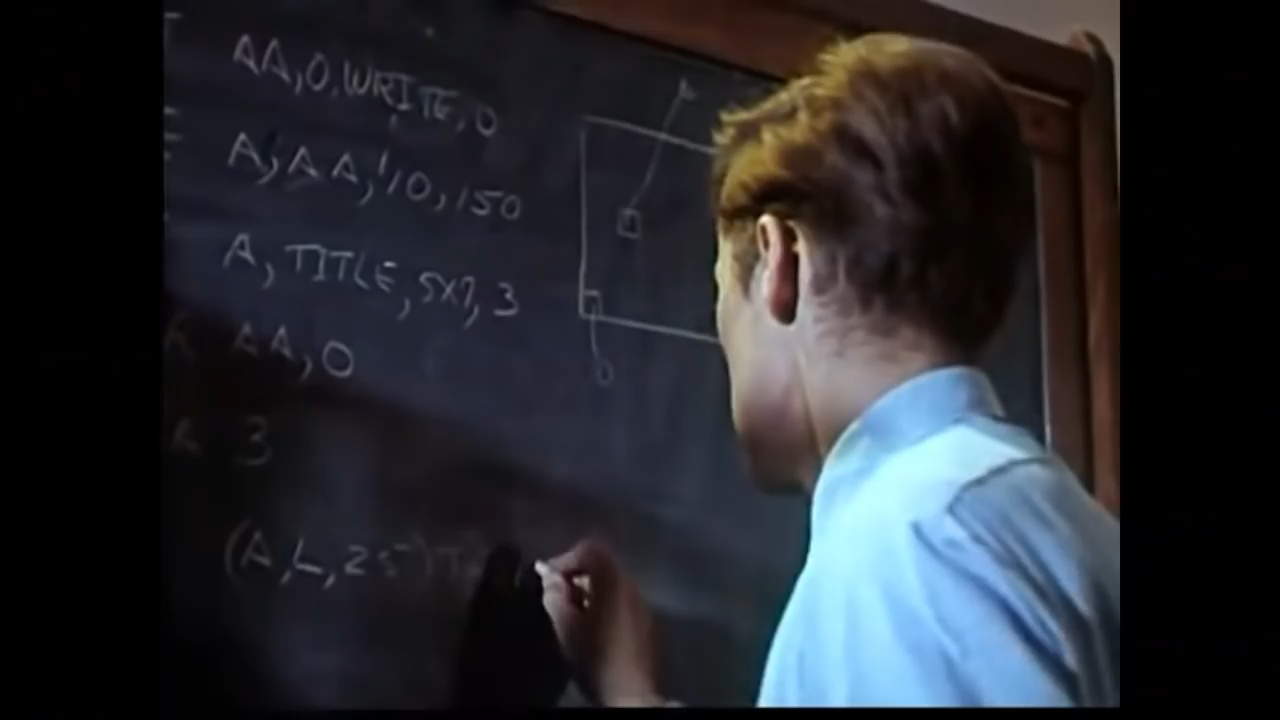 AA,0,WRITE,0
A,AA,10,150
A,TITLE,5X7,3
AA,0
3
(A,L,25)